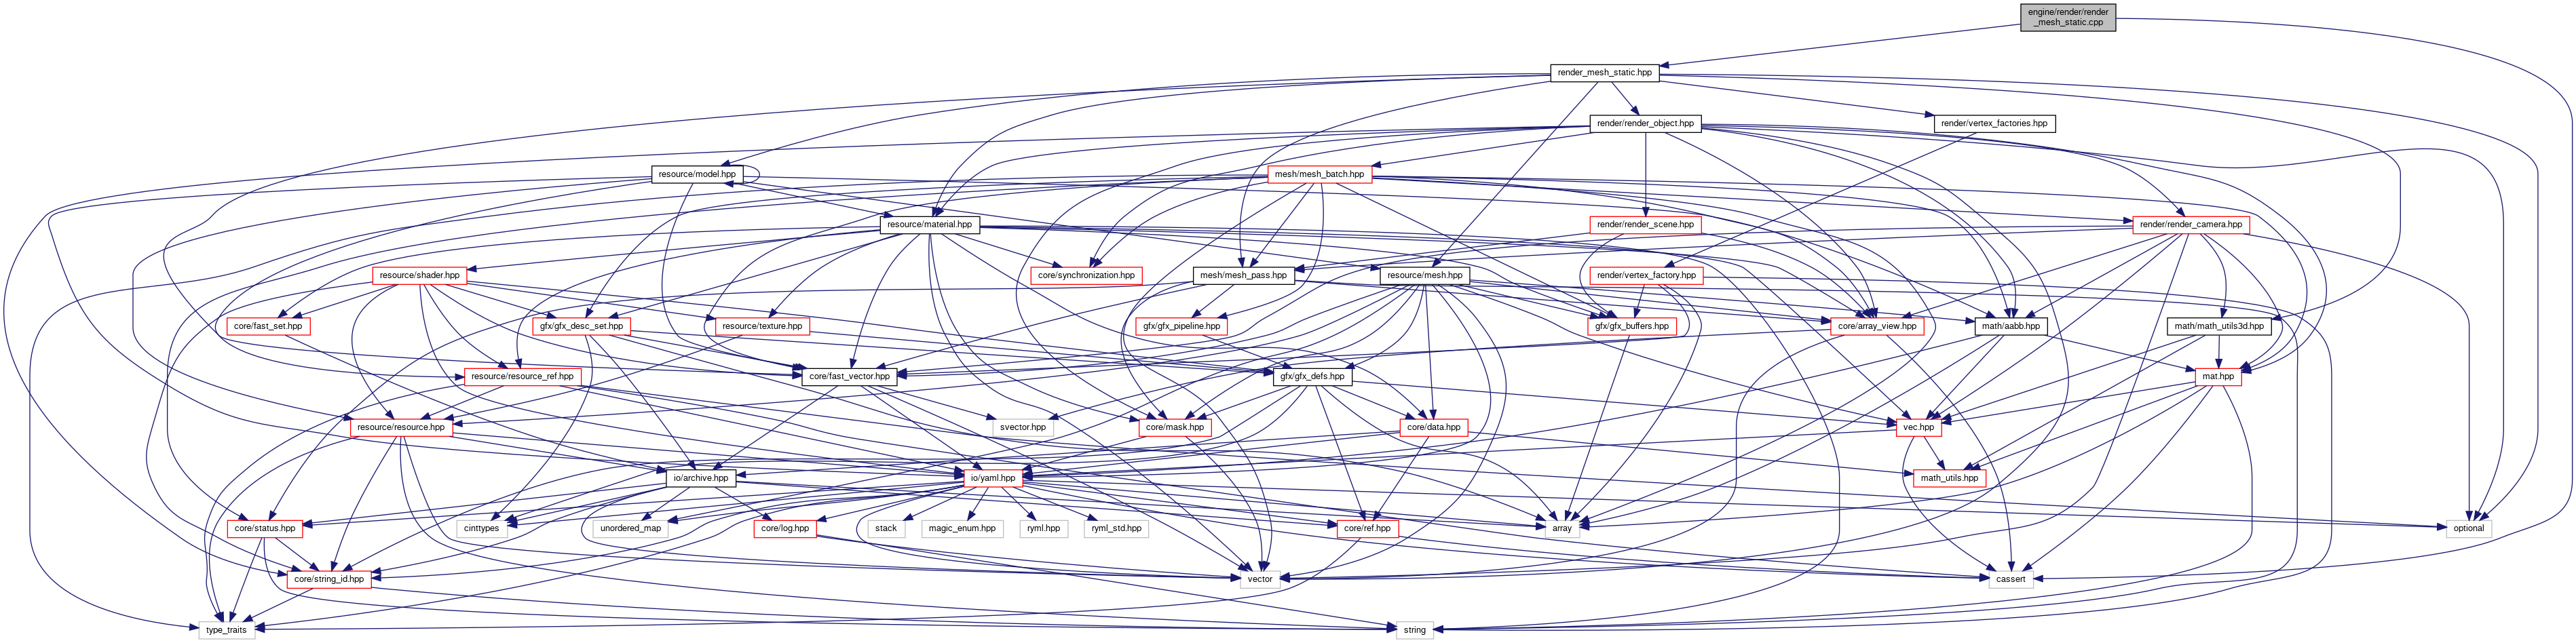 engine/render/render
_mesh_static.cpp
render_mesh_static.hpp
render/render_object.hpp
render/vertex_factories.hpp
resource/model.hpp
mesh/mesh_batch.hpp
resource/material.hpp
render/render_scene.hpp
render/render_camera.hpp
resource/shader.hpp
core/synchronization.hpp
mesh/mesh_pass.hpp
resource/mesh.hpp
render/vertex_factory.hpp
core/fast_set.hpp
gfx/gfx_desc_set.hpp
resource/texture.hpp
gfx/gfx_pipeline.hpp
gfx/gfx_buffers.hpp
core/array_view.hpp
math/aabb.hpp
math/math_utils3d.hpp
resource/resource_ref.hpp
core/fast_vector.hpp
gfx/gfx_defs.hpp
mat.hpp
resource/resource.hpp
svector.hpp
core/mask.hpp
core/data.hpp
vec.hpp
io/archive.hpp
io/yaml.hpp
math_utils.hpp
core/status.hpp
cinttypes
unordered_map
core/log.hpp
stack
magic_enum.hpp
ryml.hpp
ryml_std.hpp
core/ref.hpp
array
optional
core/string_id.hpp
vector
cassert
type_traits
string